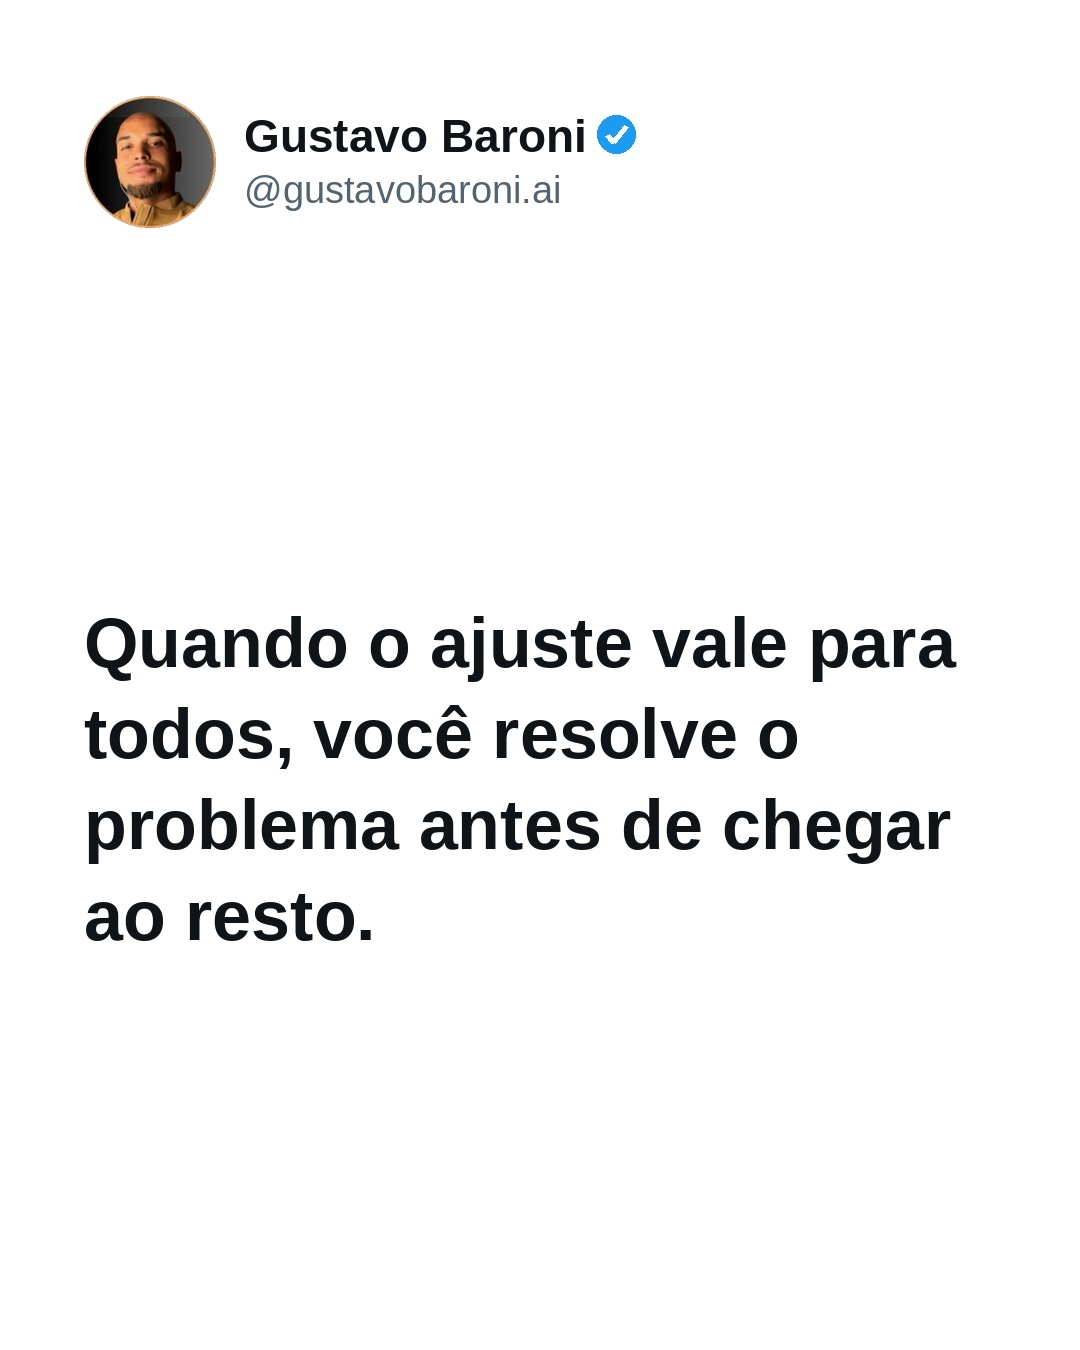 Gustavo Baroni
@gustavobaroni.ai
Quando o ajuste vale para
todos, você resolve o
problema antes de chegar
ao resto.